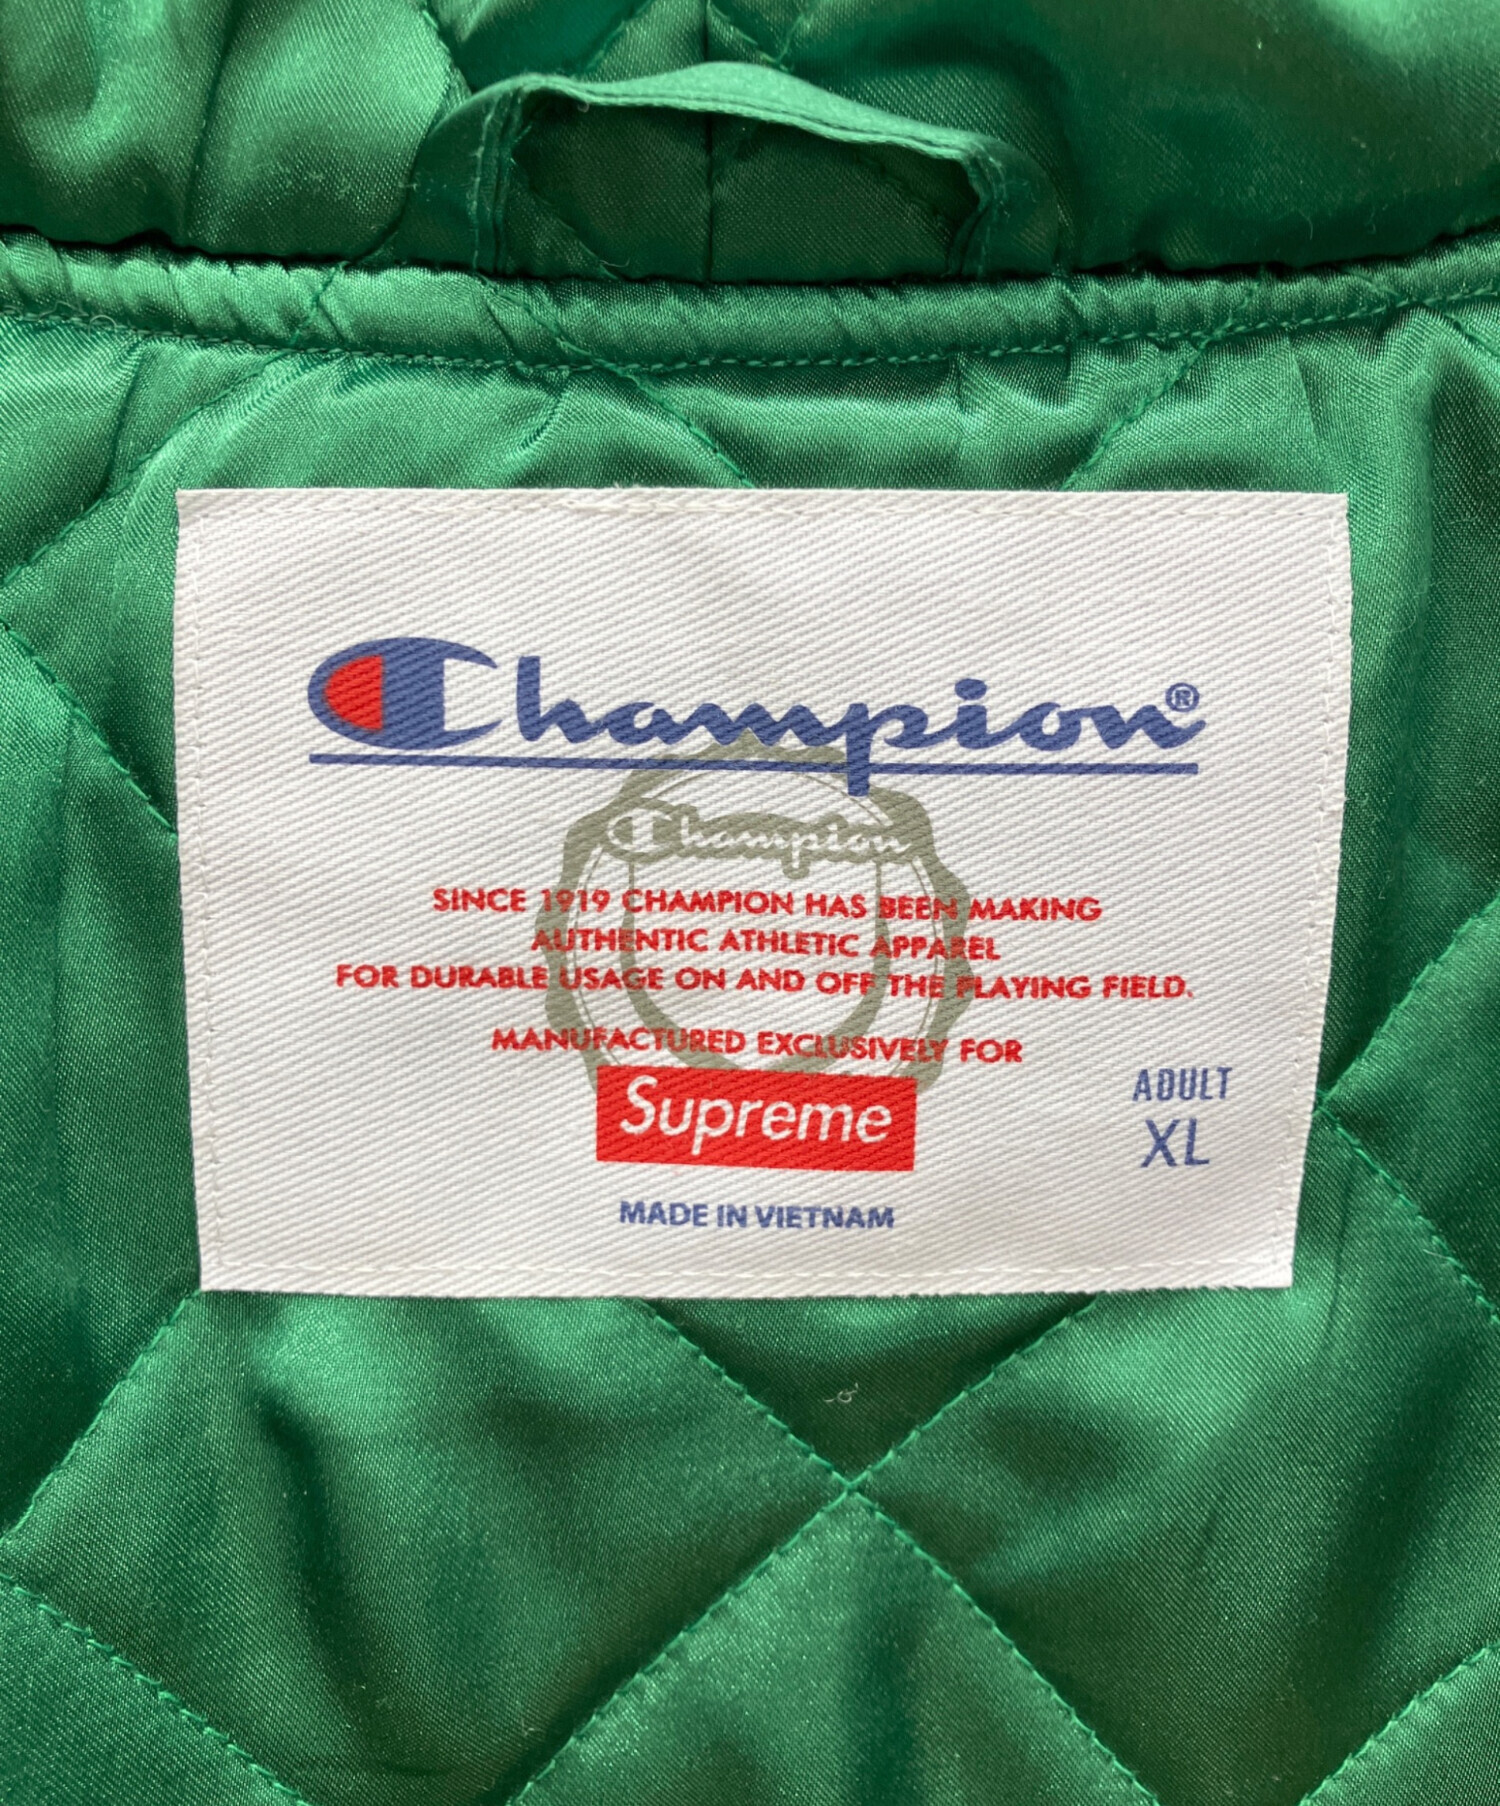 Champion®
Champion
SINCE 1919 CHAMPION HAS BEEN MAKING
AUTHENTIC ATHLETIC APPAREL
FOR DURABLE USAGE ON AND OFF THE PLAYING FIELD.
MANUFACTURED EXCLUSIVELY FOR
Supreme
ADULT
XL
MADE IN VIETNAM